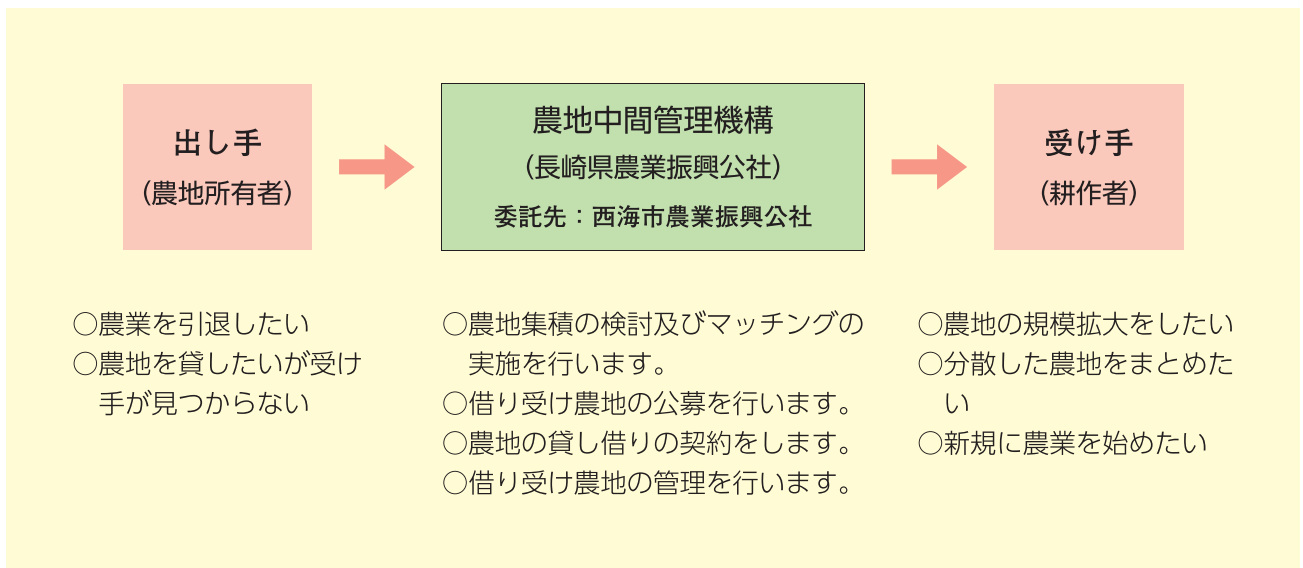 出し手
（農地所有者）
農地中間管理機構
（長崎県農業振興公社）
委託先：西海市農業振興公社
受け手
（耕作者）
○農業を引退したい
○農地を貸したいが受け
手が見つからない
○農地集積の検討及びマッチングの
実施を行います。
○借り受け農地の公募を行います。
○農地の貸し借りの契約をします。
○借り受け農地の管理を行います。
○農地の規模拡大をしたい
○分散した農地をまとめた
い
○新規に農業を始めたい